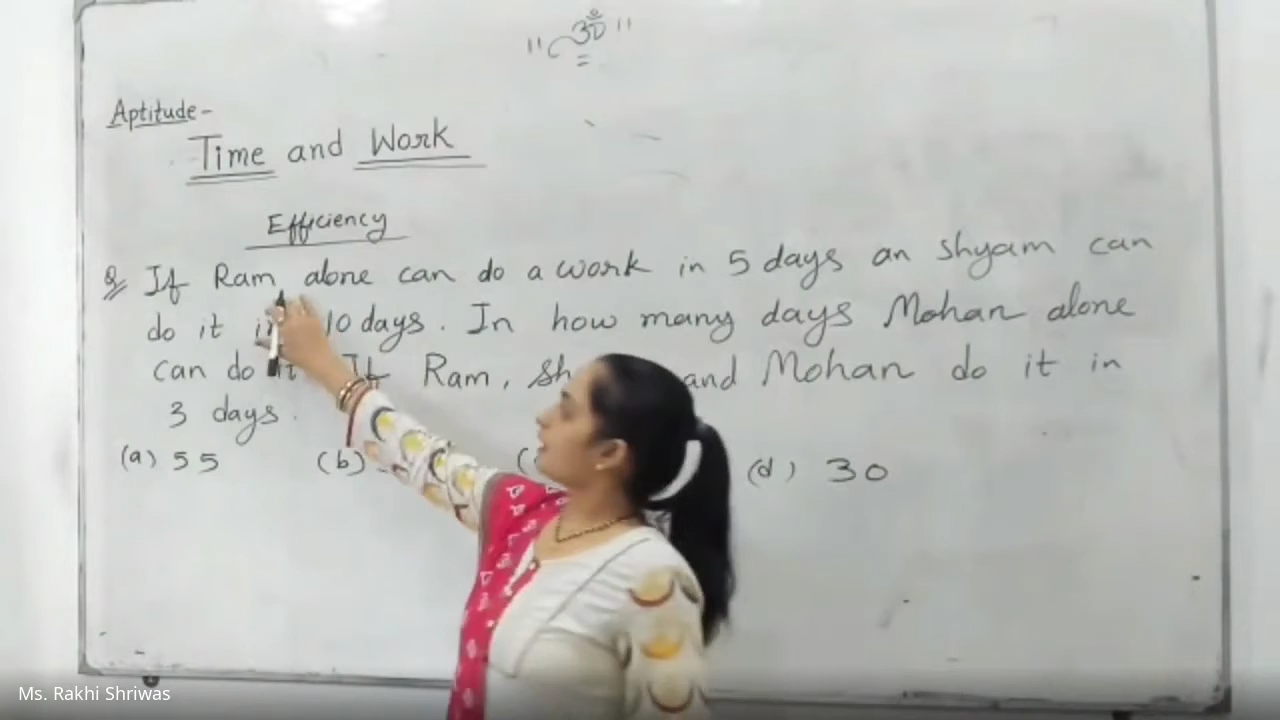 " ॐ "
Aptitude-
Time and Work
Efficiency
Q If Ram alone can do a work in 5 days an shyam can
do it in 10 days. In how many days Mohan alone
can do it. If Ram, Sh and Mohan do it in
3 days.
(a) 55 (b) (d) 30
Ms. Rakhi Shriwas